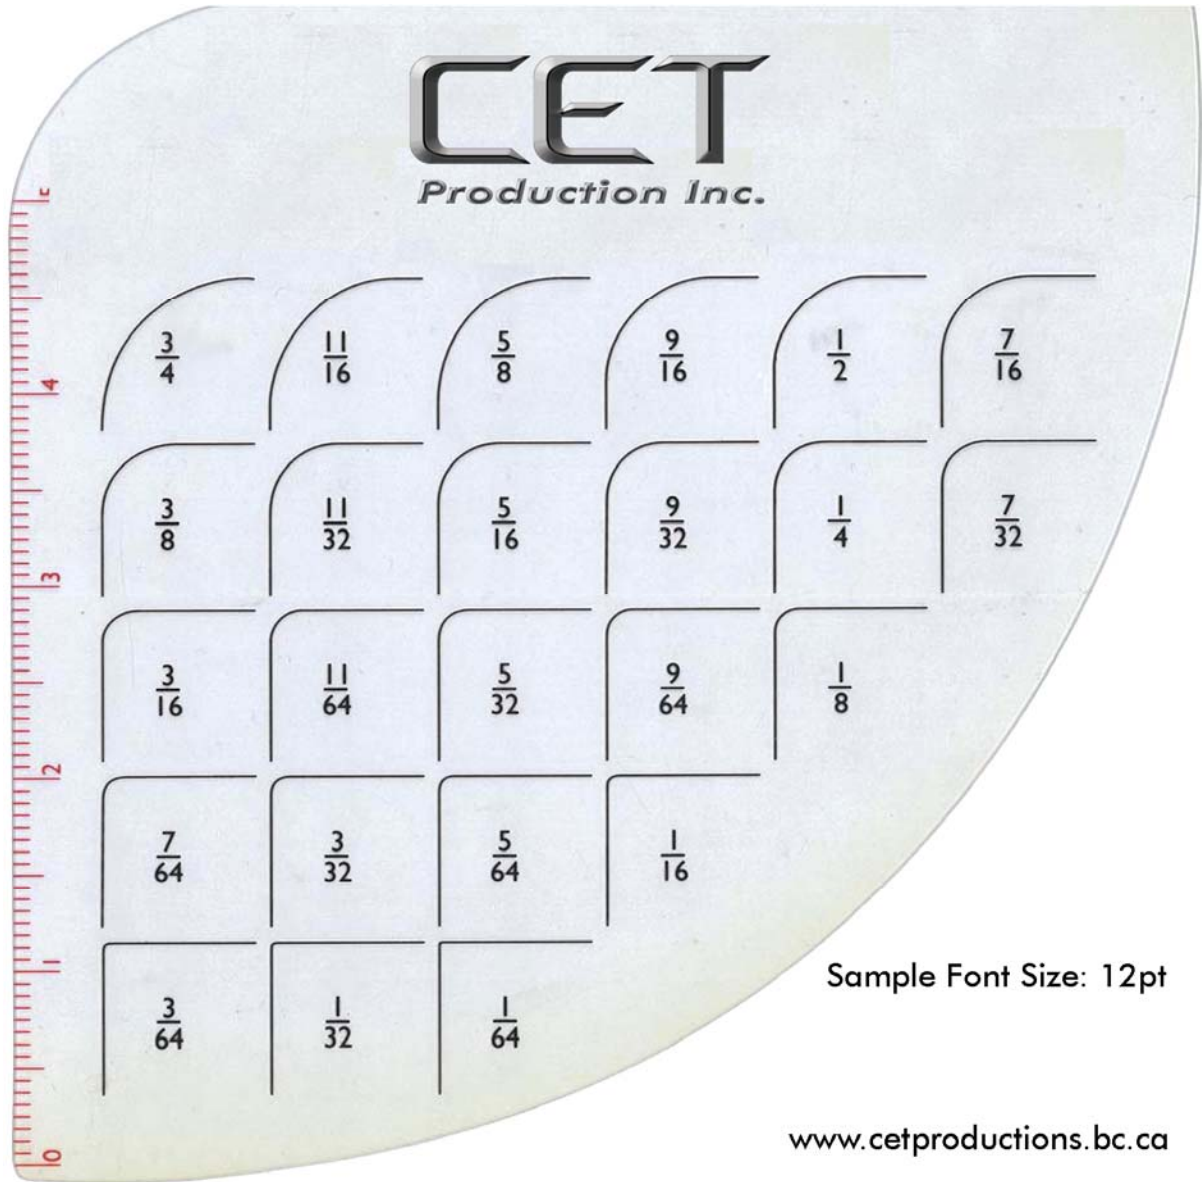 CET
Production Inc.
3/4 11/16 5/8 9/16 1/2 7/16
4
3/8 11/32 5/16 9/32 1/4 7/32
3
3/16 11/64 5/32 9/64 1/8
2
7/64 3/32 5/64 1/16
1
Sample Font Size: 12pt
3/64 1/32 1/64
www.cetproductions.bc.ca
0